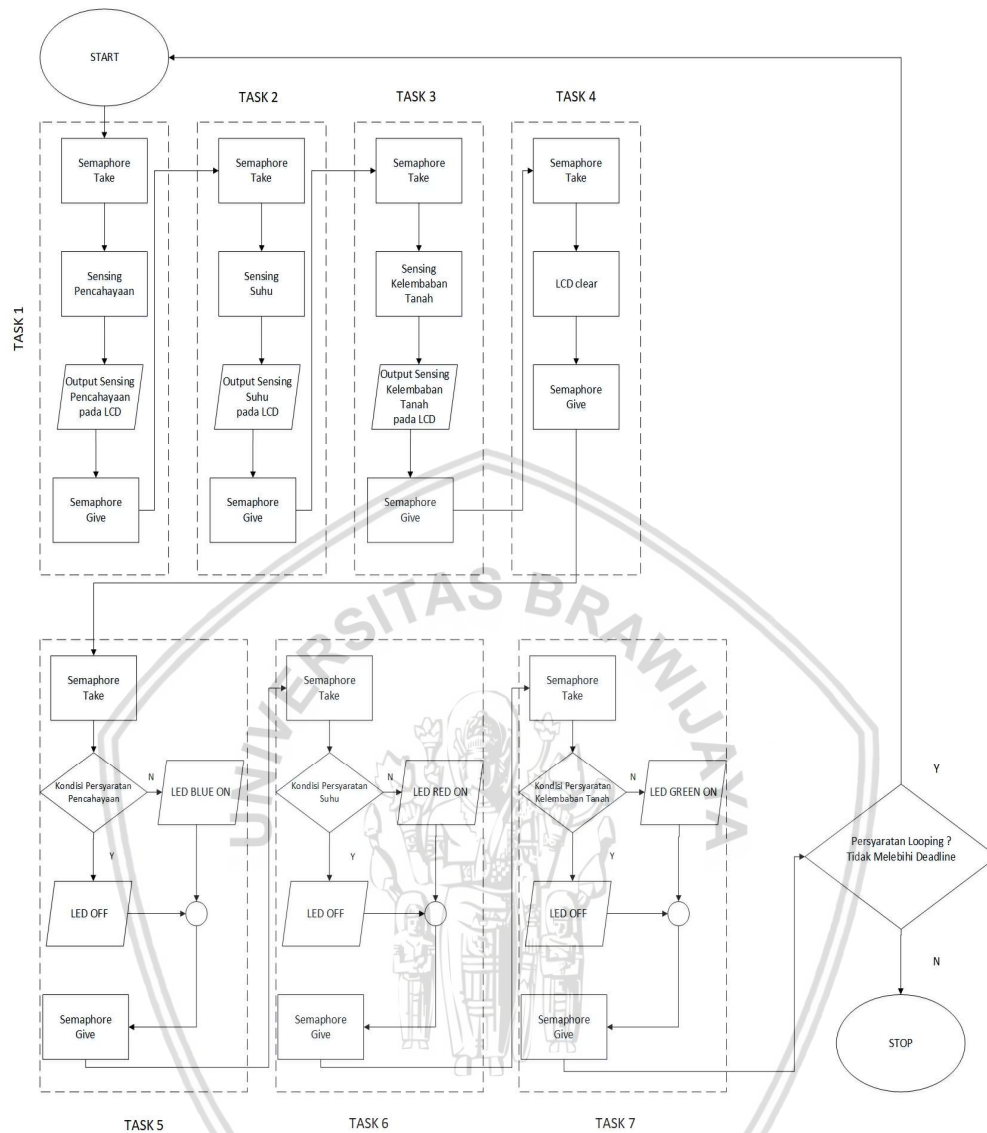 START
TASK 1
Semaphore
Take
Sensing
Pencahayaan
Output Sensing
Pencahayaan
pada LCD
Semaphore
Give
TASK 2
Semaphore
Take
Sensing
Suhu
Output Sensing
Suhu
pada LCD
Semaphore
Give
TASK 3
Semaphore
Take
Sensing
Kelembaban
Tanah
Output Sensing
Kelembaban
Tanah
pada LCD
Semaphore
Give
TASK 4
Semaphore
Take
LCD clear
Semaphore
Give
UNIVERSITAS BRAWIJAYA
Semaphore
Take
Kondisi Persyaratan
Pencahayaan
N
LED BLUE ON
Y
LED OFF
Semaphore
Give
TASK 5
Semaphore
Take
Kondisi Persyaratan
Suhu
N
LED RED ON
Y
LED OFF
Semaphore
Give
TASK 6
Semaphore
Take
Kondisi Persyaratan
Kelembaban Tanah
N
LED GREEN ON
Y
LED OFF
Semaphore
Give
TASK 7
Y
Persyaratan Looping ?
Tidak Melebihi Deadline
N
STOP